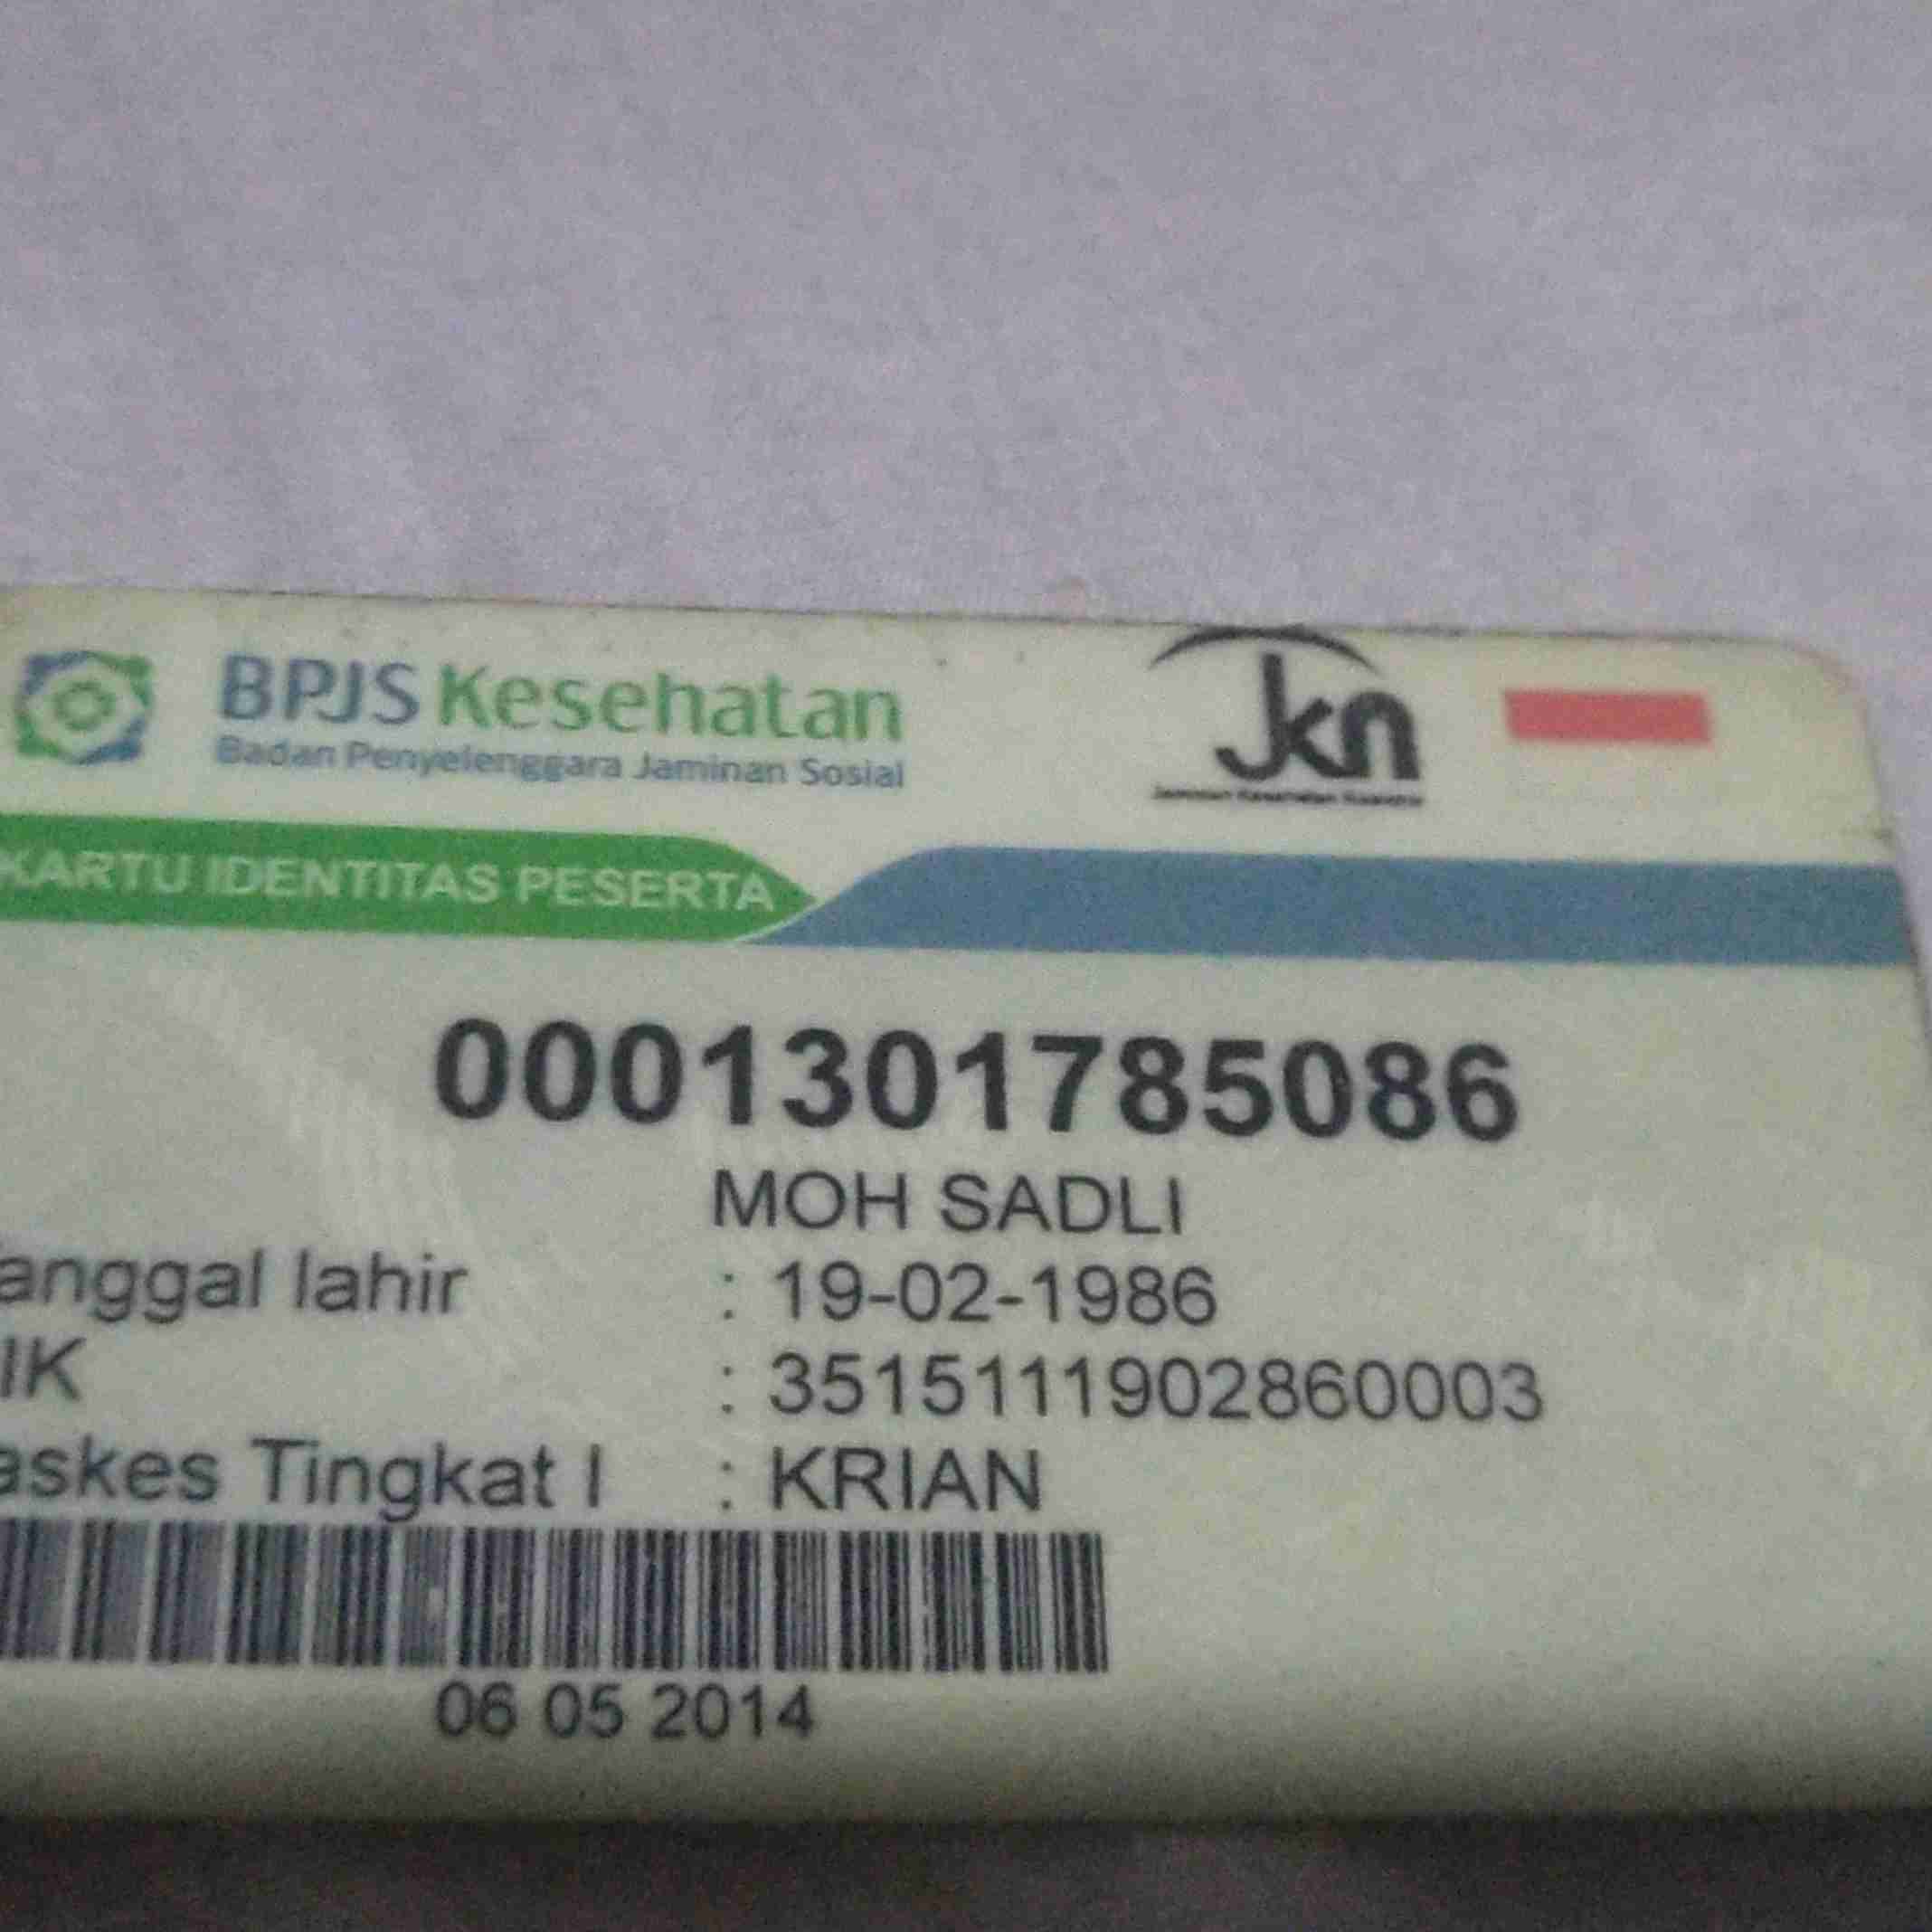 BPJS Kesehatan
Badan Penyelenggara Jaminan Sosial
jkn
KARTU IDENTITAS PESERTA
0001301785086
MOH SADLI
anggal lahir : 19-02-1986
IK : 3515111902860003
askes Tingkat I : KRIAN
06 05 2014